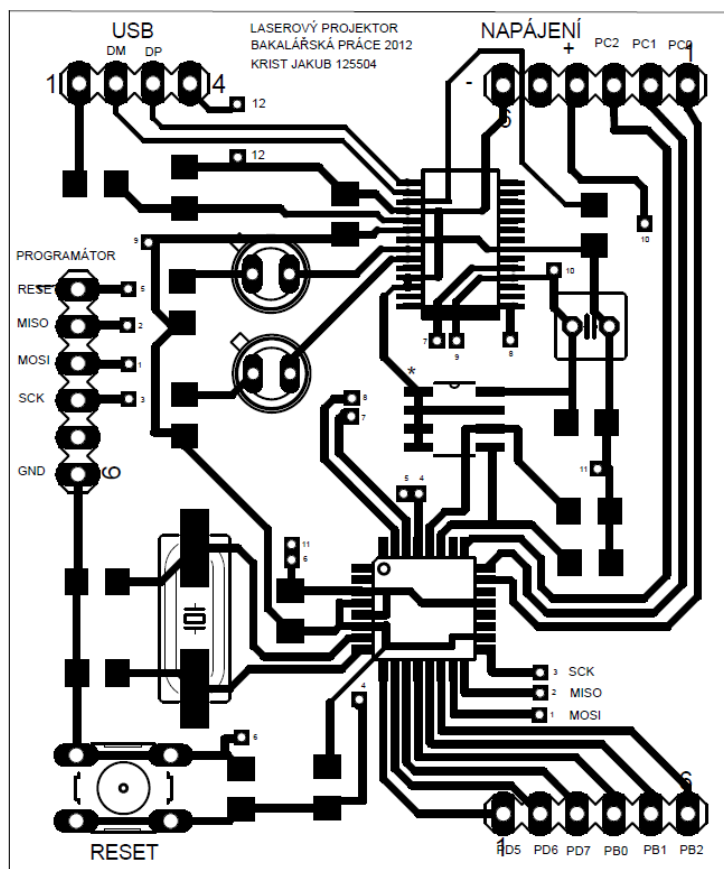 USB
LASEROVÝ PROJEKTOR
BAKALÁŘSKÁ PRÁCE 2012
KRIST JAKUB 125504
NAPÁJENÍ
DM DP
+ PC2 PC1 PC0
1 4
- 6 1
12
12
9
10
10
PROGRAMÁTOR
RESE 5
MISO 2
MOSI 1
SCK 3
GND
6
7 9 8
*
8
7
5 4
11
11
6
4
3 SCK
2 MISO
1 MOSI
6
6
1
PD5 PD6 PD7 PB0 PB1 PB2
RESET